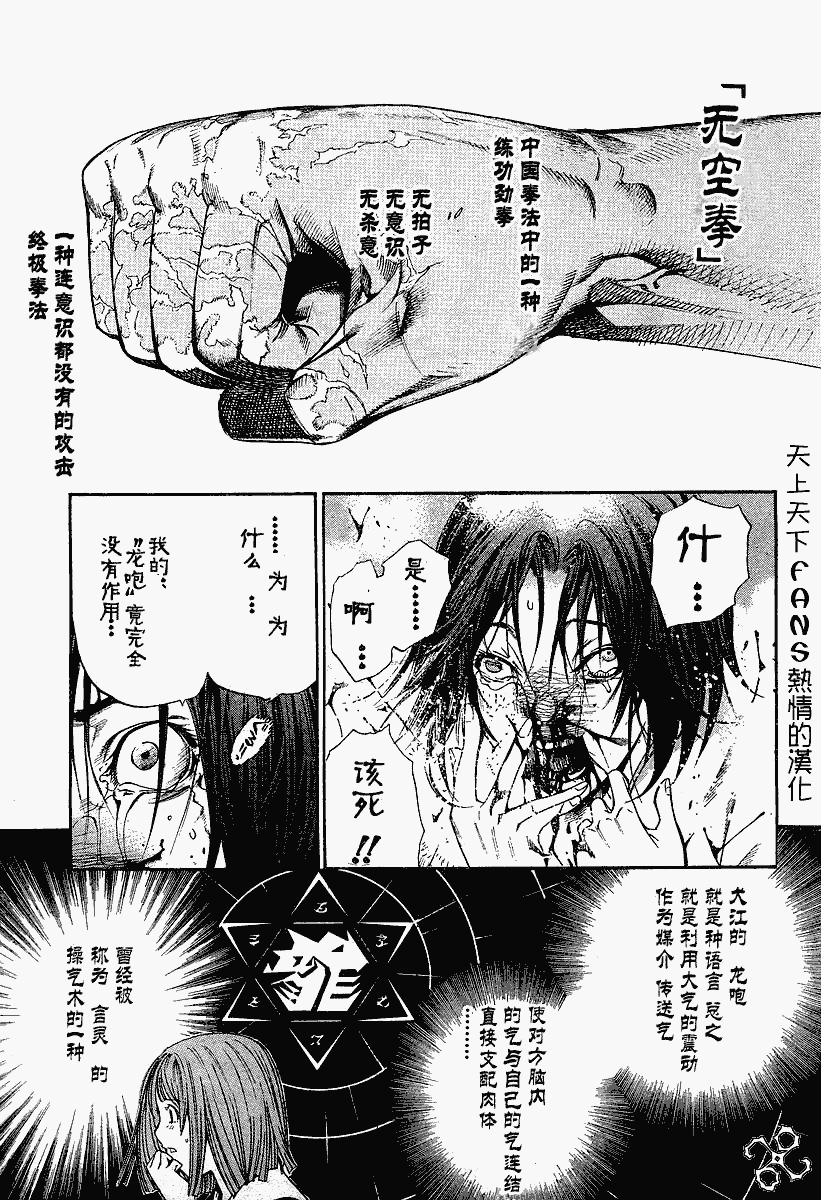 「无空拳」
中国拳法中的一种
练功劲拳
无拍子
无意识
无杀意
一种连意识都没有的攻击
终极拳法
天上天下FANS熱情的漢化
什…
是……
啊…
该死!!
……为 为
什么…
我的…
“龙咆”竟完全
没有作用…
大江的 龙咆
就是种语言 总之
就是利用大气的震动
作为媒介 传送气
使对方脑内
的气与自己的气连结
直接支配肉体
………
曾经被
称为 言灵 的
操气术的一种